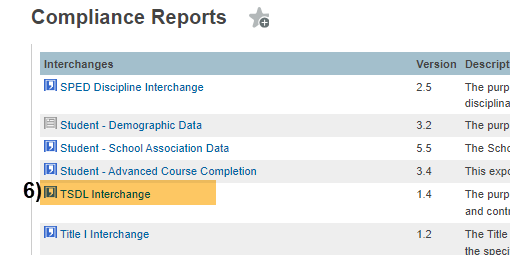 Compliance Reports
Interchanges Version Descript
SPED Discipline Interchange 2.5 The purp
disciplina
Student - Demographic Data 3.2 The purp
Student - School Association Data 5.5 The Scho
Student - Advanced Course Completion 3.4 This expo
6) TSDL Interchange 1.4 The purp
and contr
Title I Interchange 1.2 The Title
the speci